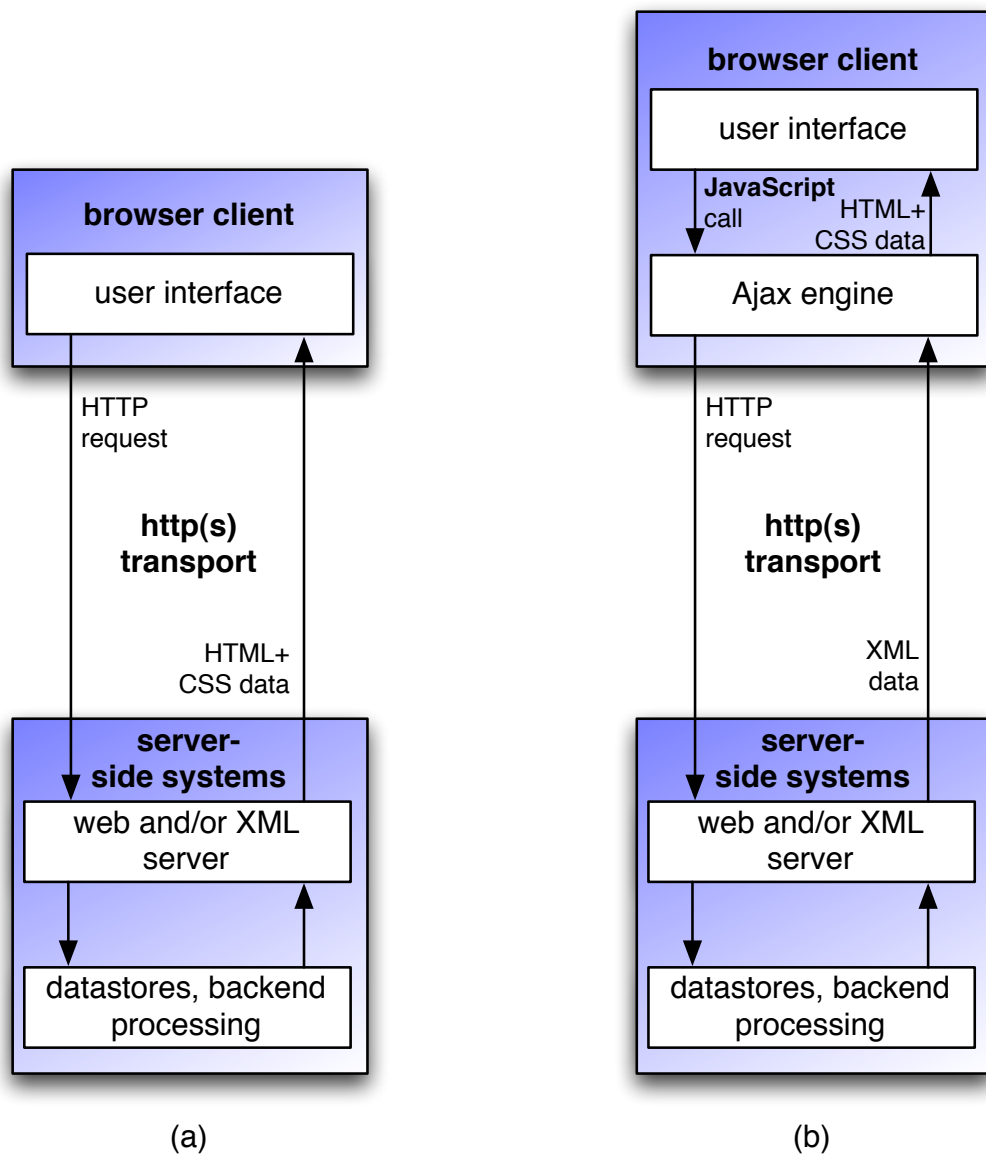 browser client
user interface
HTTP
request
http(s)
transport
HTML+
CSS data
server-
side systems
web and/or XML
server
datastores, backend
processing
(a)
browser client
user interface
JavaScript
call
HTML+
CSS data
Ajax engine
HTTP
request
http(s)
transport
XML
data
server-
side systems
web and/or XML
server
datastores, backend
processing
(b)